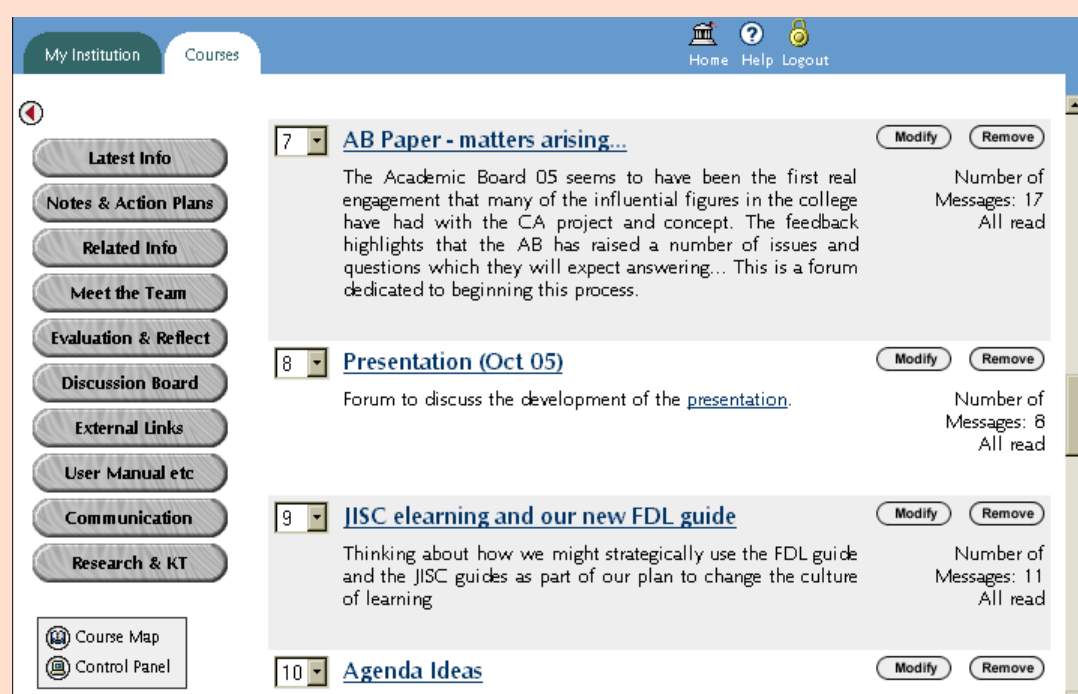 My Institution
Courses
Home Help Logout
Latest Info
Notes & Action Plans
Related Info
Meet the Team
Evaluation & Reflect
Discussion Board
External Links
User Manual etc
Communication
Research & KT
Course Map
Control Panel
7 AB Paper - matters arising...
Modify Remove
The Academic Board 05 seems to have been the first real
engagement that many of the influential figures in the college
have had with the CA project and concept. The feedback
highlights that the AB has raised a number of issues and
questions which they will expect answering... This is a forum
dedicated to beginning this process.
Number of
Messages: 17
All read
8 Presentation (Oct 05)
Modify Remove
Forum to discuss the development of the presentation.
Number of
Messages: 8
All read
9 JISC elearning and our new FDL guide
Modify Remove
Thinking about how we might strategically use the FDL guide
and the JISC guides as part of our plan to change the culture
of learning
Number of
Messages: 11
All read
10 Agenda Ideas
Modify Remove